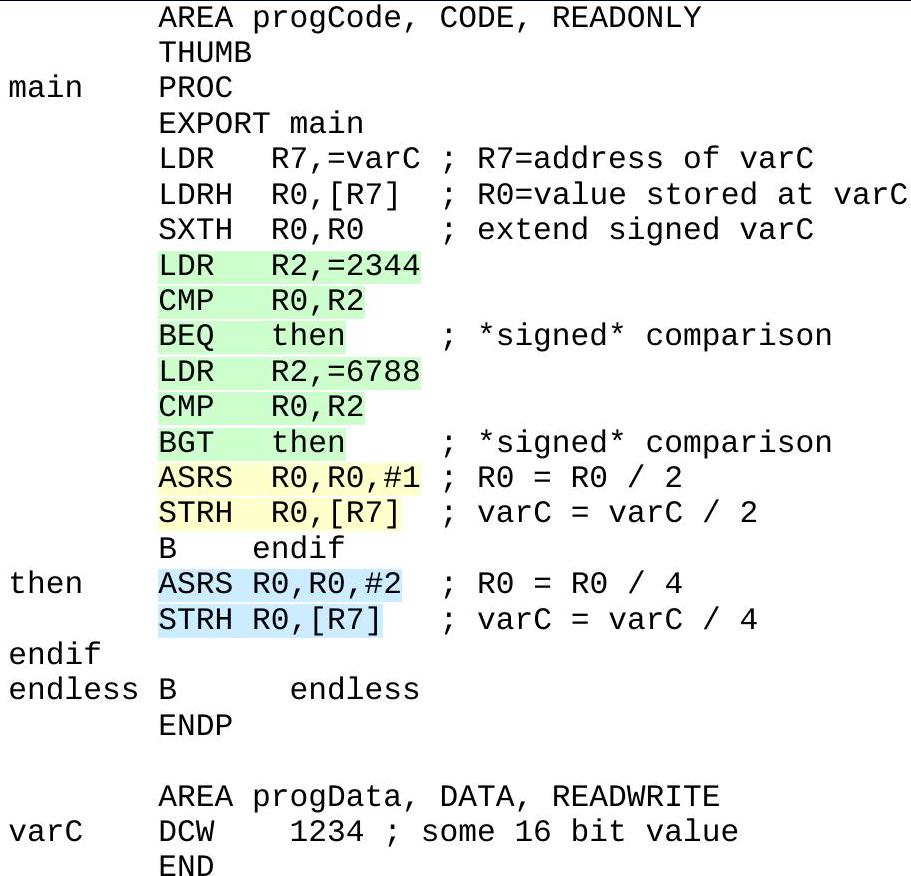 AREA progCode, CODE, READONLY
        THUMB
main    PROC
        EXPORT main
        LDR   R7,=varC ; R7=address of varC
        LDRH  R0,[R7]  ; R0=value stored at varC
        SXTH  R0,R0    ; extend signed varC
        LDR   R2,=2344
        CMP   R0,R2
        BEQ   then     ; *signed* comparison
        LDR   R2,=6788
        CMP   R0,R2
        BGT   then     ; *signed* comparison
        ASRS  R0,R0,#1 ; R0 = R0 / 2
        STRH  R0,[R7]  ; varC = varC / 2
        B    endif
then    ASRS R0,R0,#2  ; R0 = R0 / 4
        STRH R0,[R7]   ; varC = varC / 4
endif
endless B      endless
        ENDP
        AREA progData, DATA, READWRITE
varC    DCW    1234 ; some 16 bit value
        END